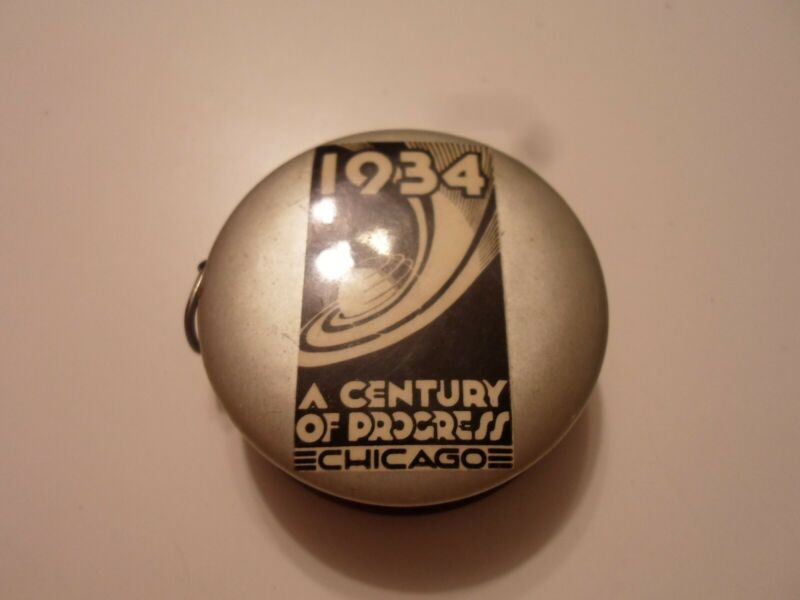 1934
A CENTURY
OF PROGRESS
CHICAGO